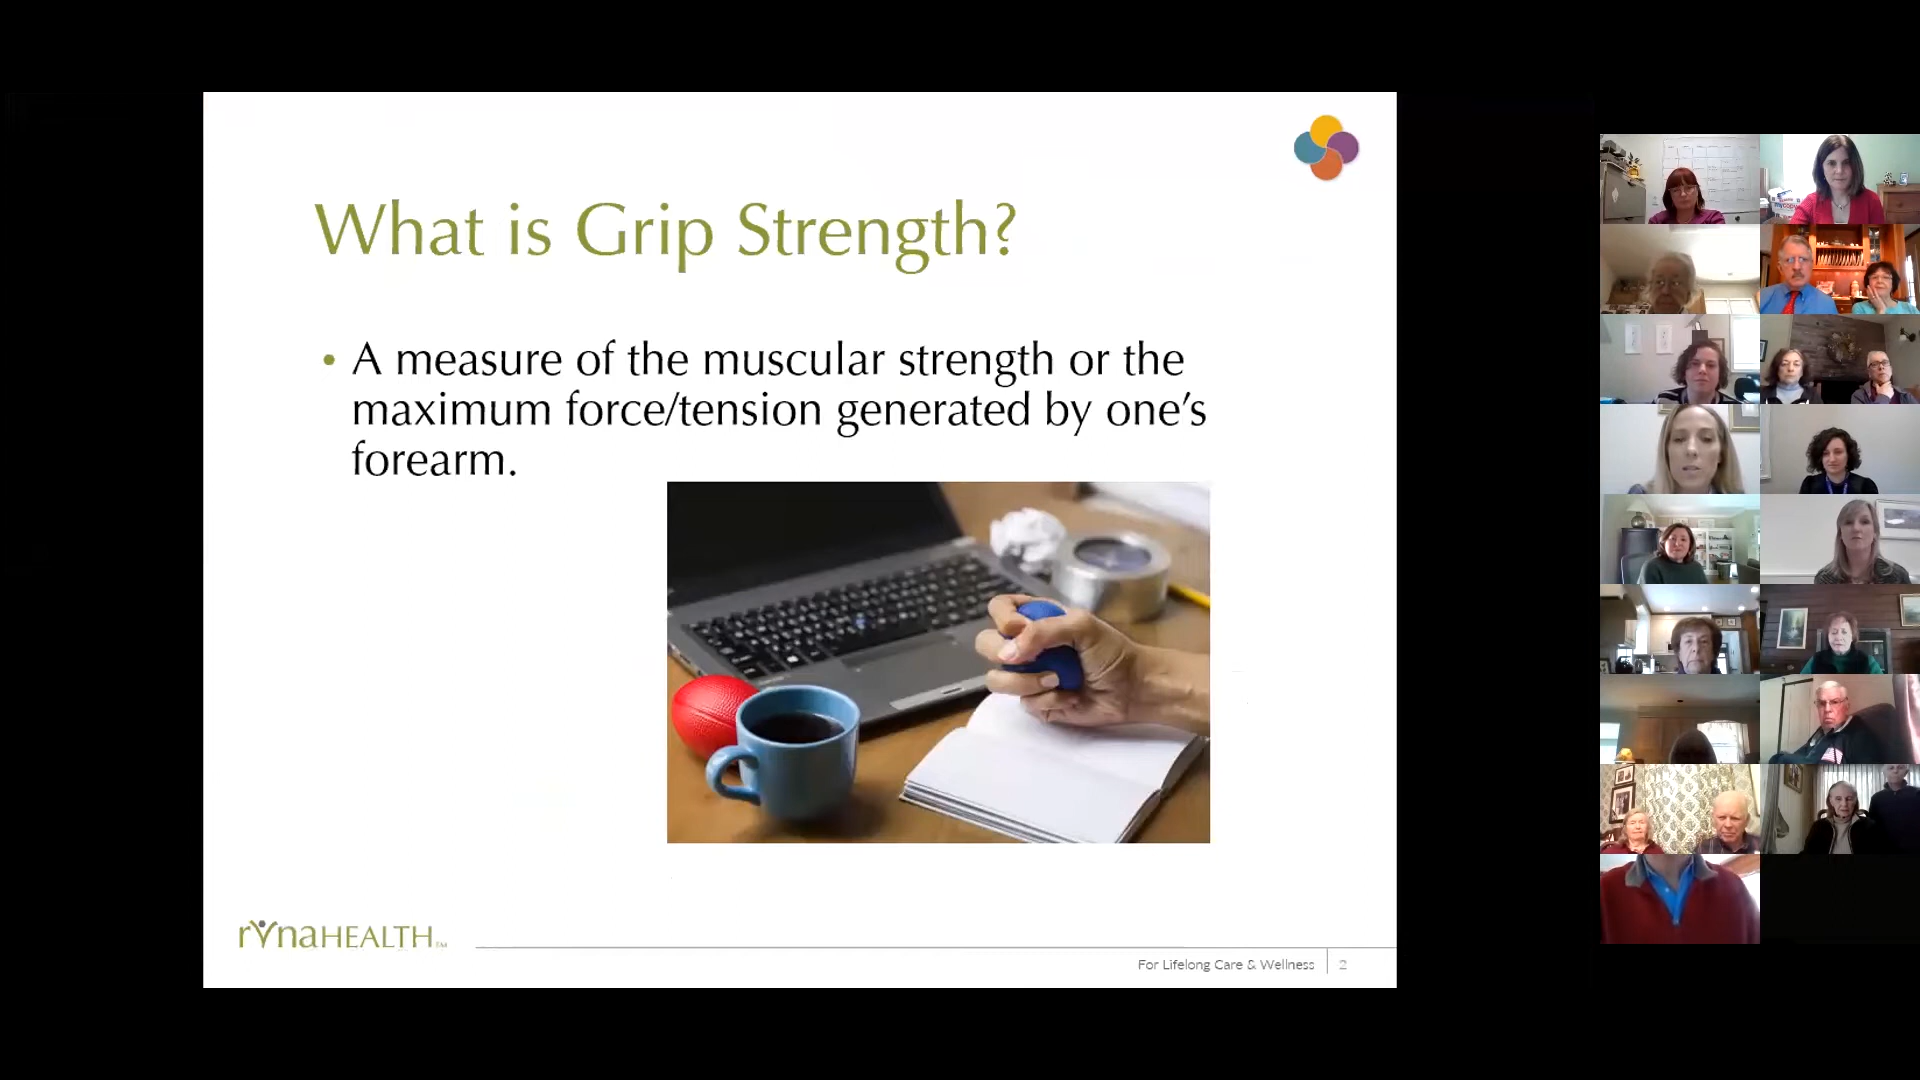 What is Grip Strength?
• A measure of the muscular strength or the
maximum force/tension generated by one's
forearm.
rynaHEALTH™
For Lifelong Care & Wellness | 2